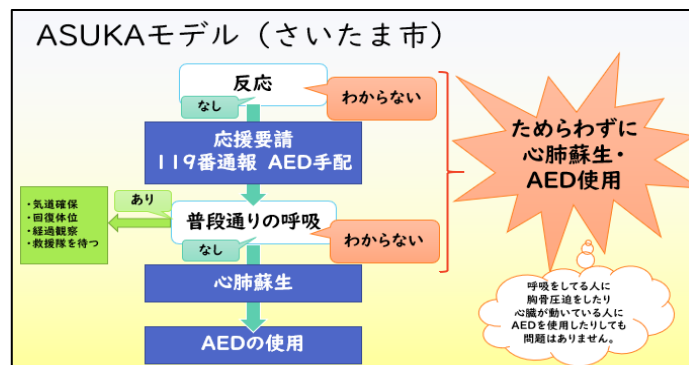 ASUKAモデル（さいたま市）
反応
なし
わからない
応援要請
119番通報 AED手配
あり
普段通りの呼吸
なし
わからない
・気道確保
・回復体位
・経過観察
・救援隊を待つ
心肺蘇生
AEDの使用
ためらわずに
心肺蘇生・
AED使用
呼吸をしてる人に
胸骨圧迫をしたり
心臓が動いている人に
AEDを使用したりしても
問題はありません。